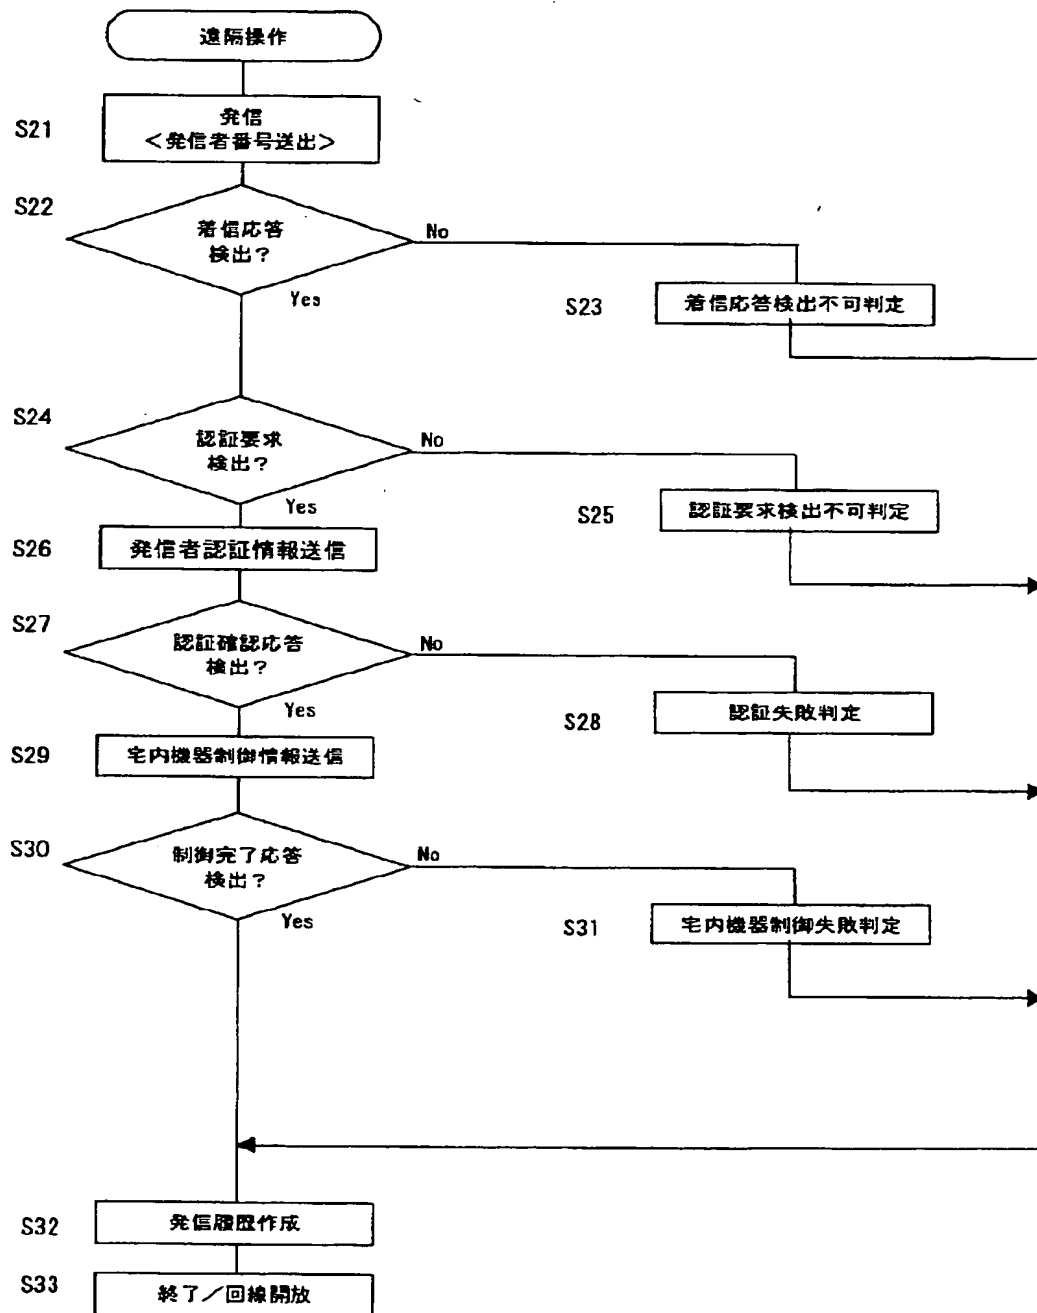 遠隔操作
S21
発信
<発信者番号送出>
S22
着信応答
検出?
No
Yes
S23
着信応答検出不可判定
S24
認証要求
検出?
No
Yes
S25
認証要求検出不可判定
S26
発信者認証情報送信
S27
認証確認応答
検出?
No
Yes
S28
認証失敗判定
S29
宅内機器制御情報送信
S30
制御完了応答
検出?
No
Yes
S31
宅内機器制御失敗判定
S32
発信履歴作成
S33
終了/回線開放